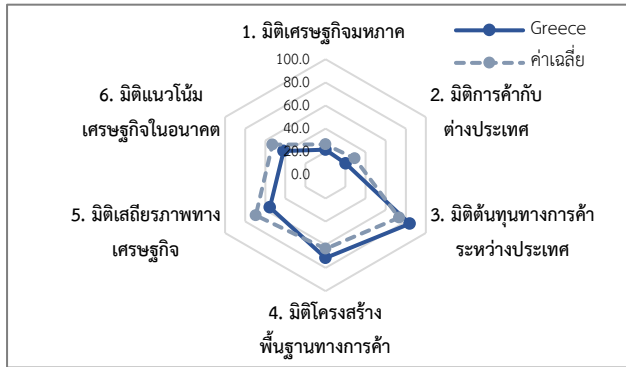 1. มิติเศรษฐกิจมหภาค
Greece
ค่าเฉลี่ย
100.0
80.0
60.0
40.0
20.0
0.0
2. มิติการค้ากับ
ต่างประเทศ
3. มิติต้นทุนทางการค้า
ระหว่างประเทศ
4. มิติโครงสร้าง
พื้นฐานทางการค้า
5. มิติเสถียรภาพทาง
เศรษฐกิจ
6. มิติแนวโน้ม
เศรษฐกิจในอนาคต